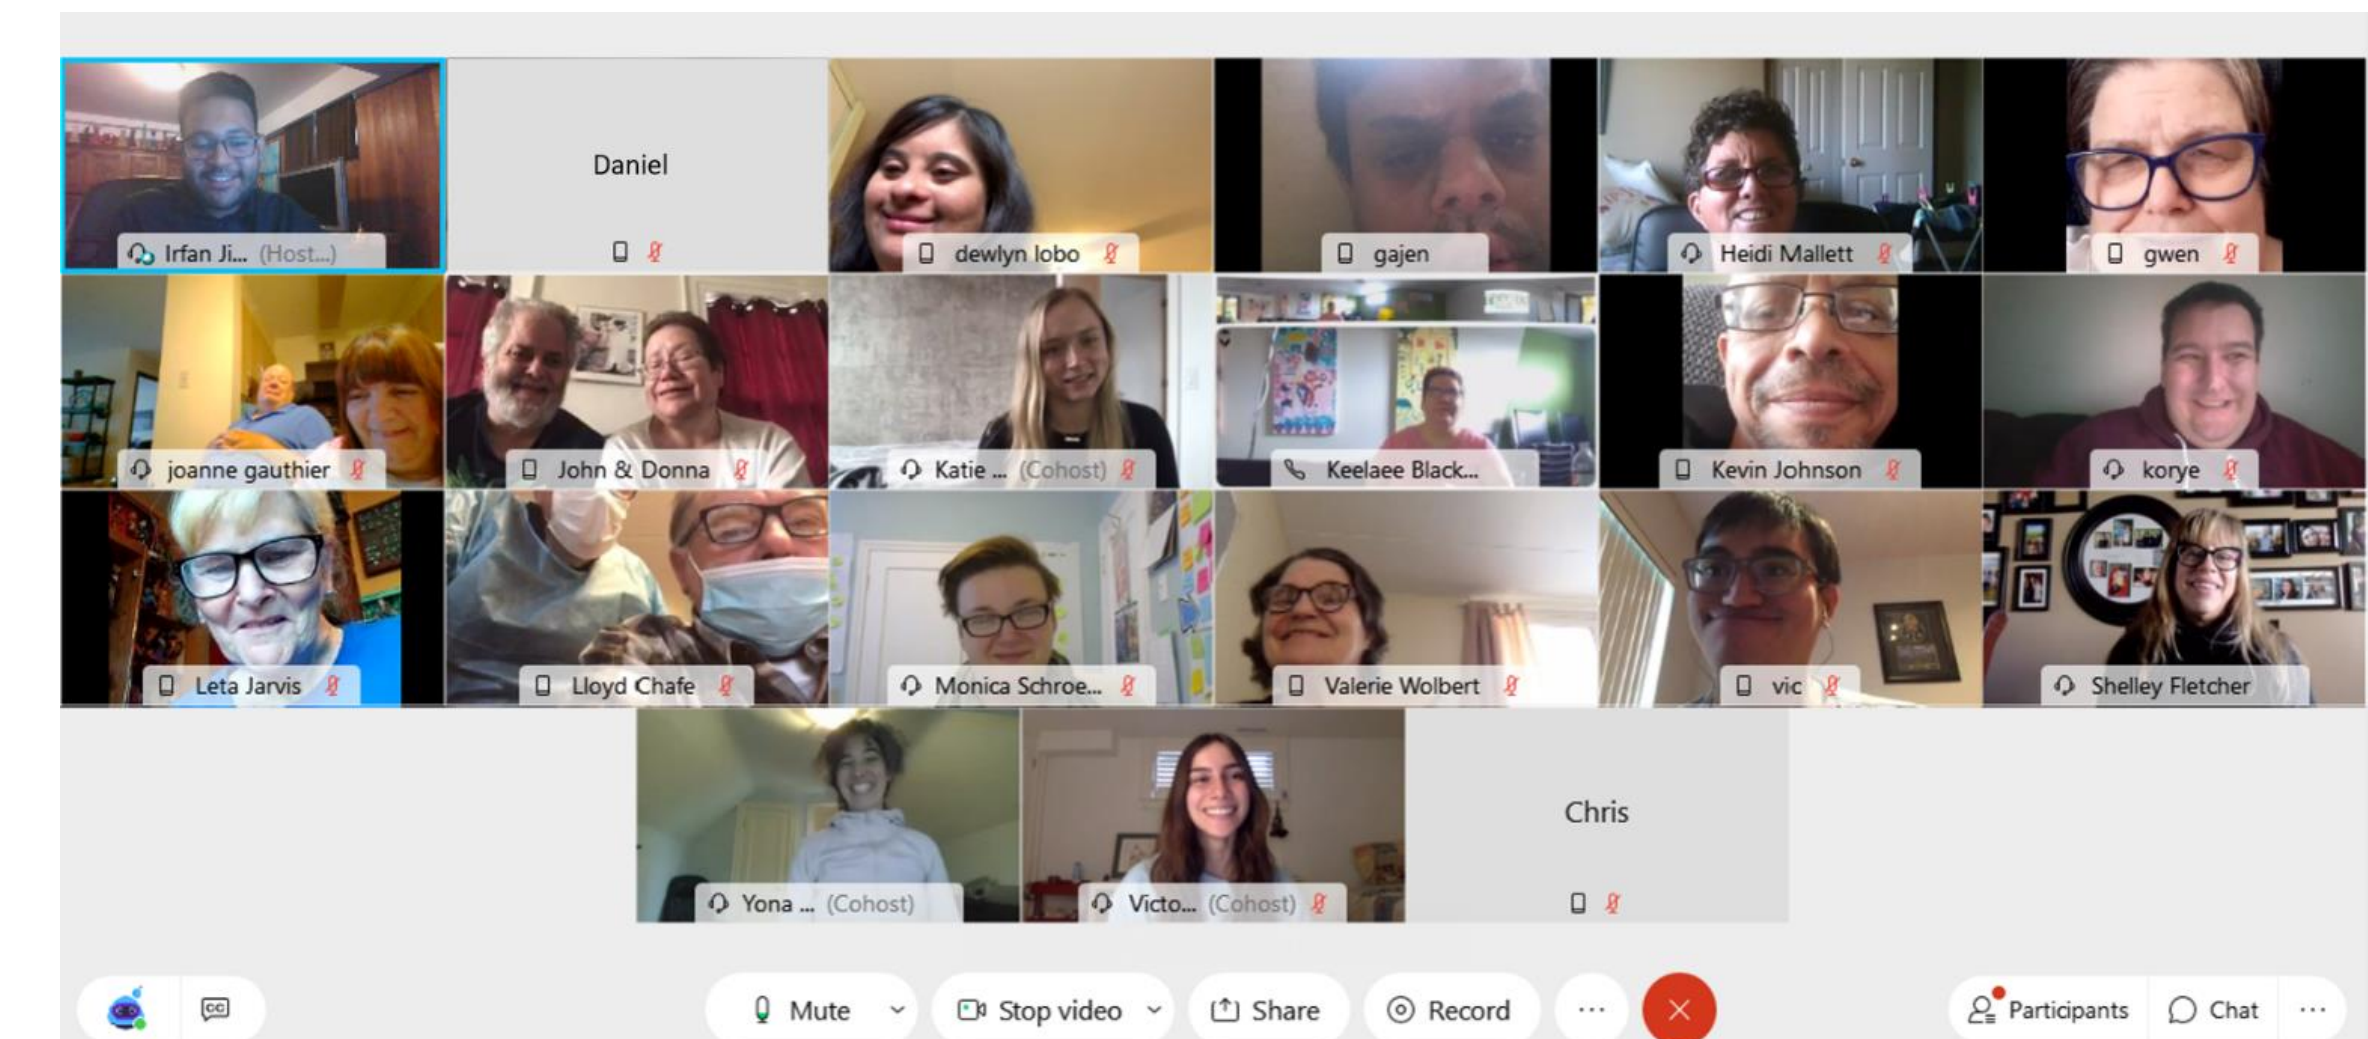 Irfan Ji... (Host...)
Daniel
dewlyn lobo
gajen
Heidi Mallett
gwen
joanne gauthier
John & Donna
Katie ... (Cohost)
Keelaee Black...
Kevin Johnson
korye
Leta Jarvis
Lloyd Chafe
Monica Schroe...
Valerie Wolbert
vic
Shelley Fletcher
Yona ... (Cohost)
Victo... (Cohost)
Chris
CC
Mute
Stop video
Share
Record
...
Participants
Chat
...